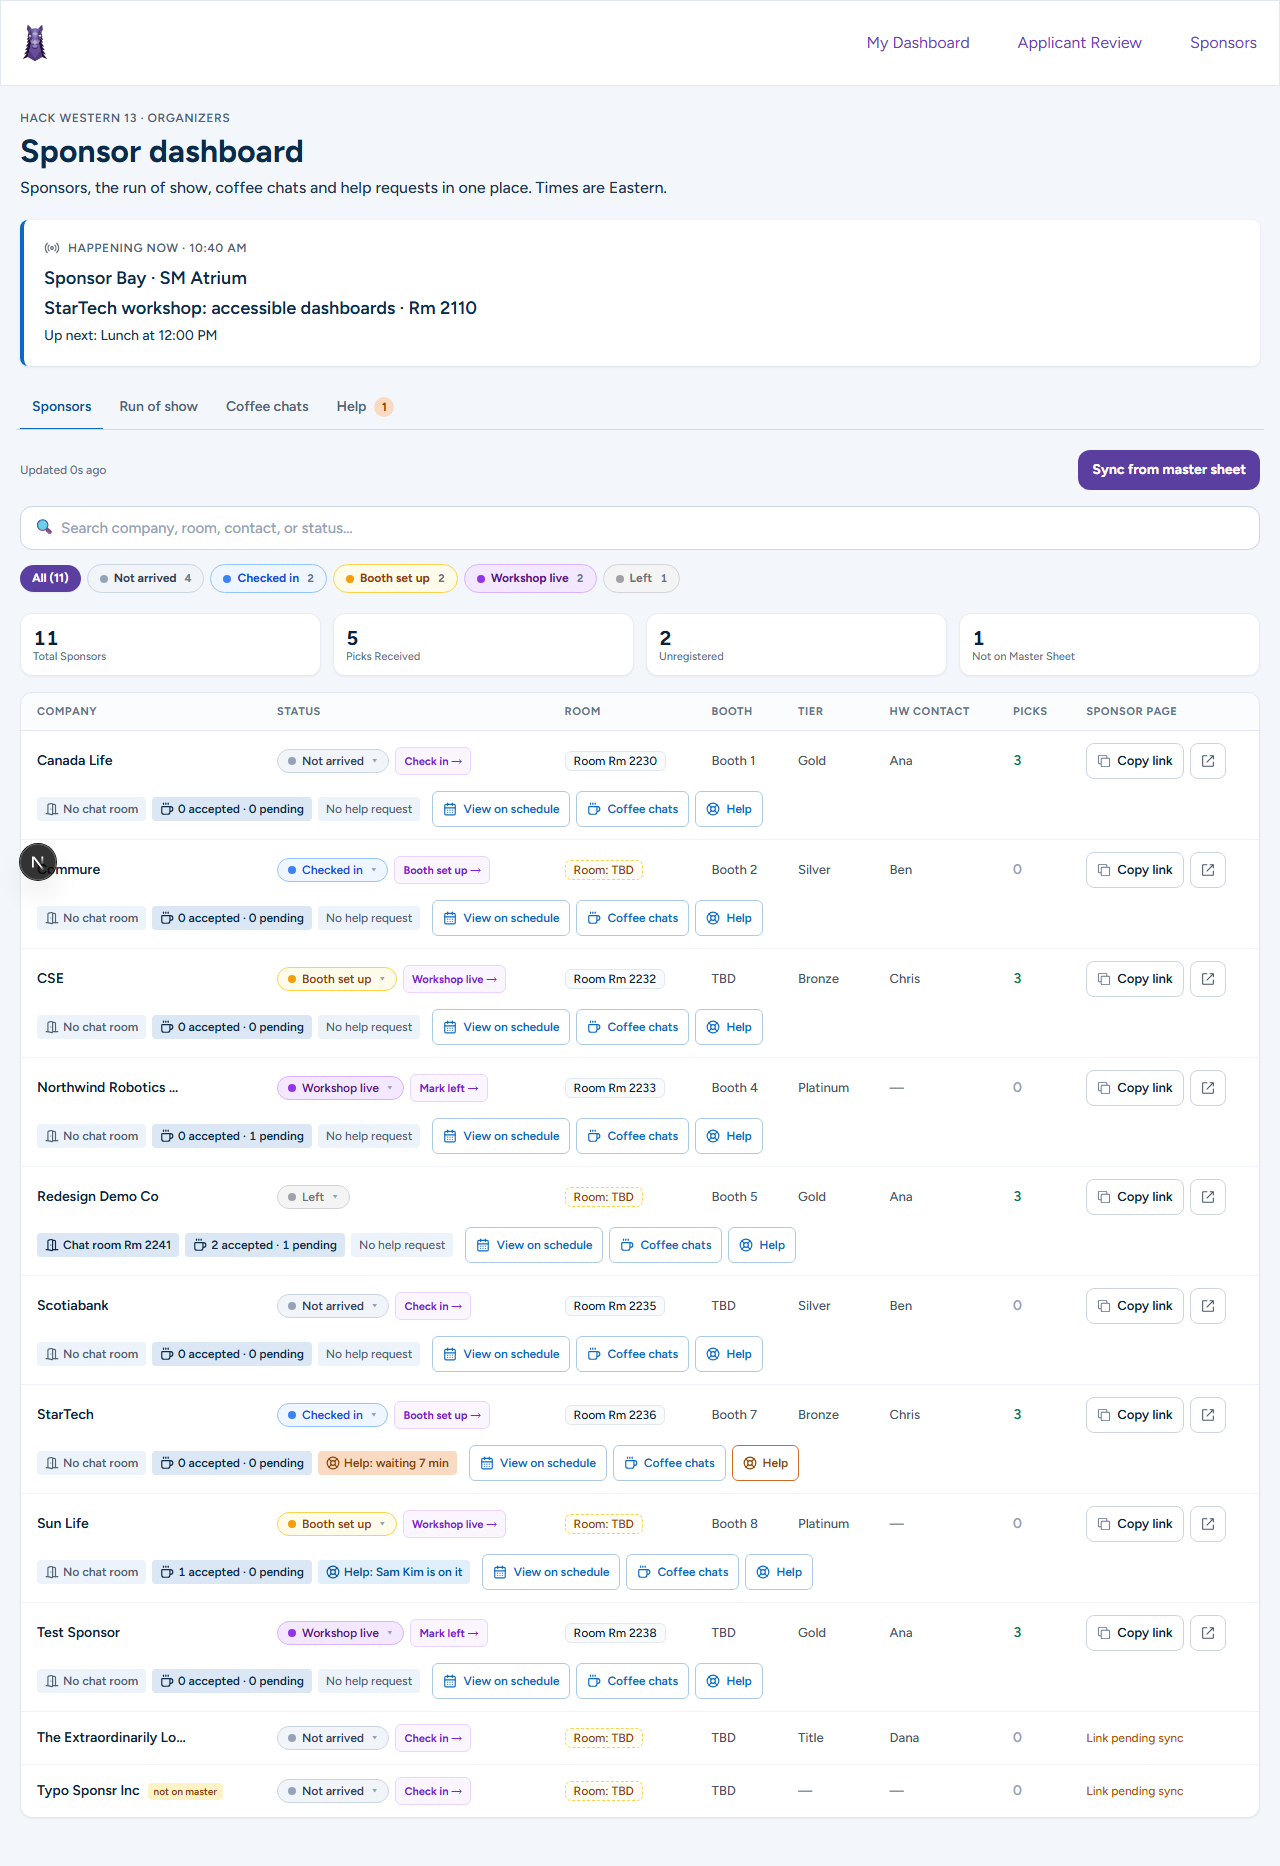 My Dashboard Applicant Review Sponsors
HACK WESTERN 13 · ORGANIZERS
Sponsor dashboard
Sponsors, the run of show, coffee chats and help requests in one place. Times are Eastern.
HAPPENING NOW · 10:40 AM
Sponsor Bay · SM Atrium
StarTech workshop: accessible dashboards · Rm 2110
Up next: Lunch at 12:00 PM
Sponsors Run of show Coffee chats Help 1
Updated 0s ago Sync from master sheet
Search company, room, contact, or status...
All (11) Not arrived 4 Checked in 2 Booth set up 2 Workshop live 2 Left 1
11 5 2 1
Total Sponsors Picks Received Unregistered Not on Master Sheet
COMPANY STATUS ROOM BOOTH TIER HW CONTACT PICKS SPONSOR PAGE
Canada Life Not arrived Check in → Room Rm 2230 Booth 1 Gold Ana 3 Copy link
No chat room 0 accepted · 0 pending No help request View on schedule Coffee chats Help
Commure Checked in Booth set up → Room: TBD Booth 2 Silver Ben 0 Copy link
No chat room 0 accepted · 0 pending No help request View on schedule Coffee chats Help
CSE Booth set up Workshop live → Room Rm 2232 TBD Bronze Chris 3 Copy link
No chat room 0 accepted · 0 pending No help request View on schedule Coffee chats Help
Northwind Robotics ... Workshop live Mark left → Room Rm 2233 Booth 4 Platinum — 0 Copy link
No chat room 0 accepted · 1 pending No help request View on schedule Coffee chats Help
Redesign Demo Co Left Room: TBD Booth 5 Gold Ana 3 Copy link
Chat room Rm 2241 2 accepted · 1 pending No help request View on schedule Coffee chats Help
Scotiabank Not arrived Check in → Room Rm 2235 TBD Silver Ben 0 Copy link
No chat room 0 accepted · 0 pending No help request View on schedule Coffee chats Help
StarTech Checked in Booth set up → Room Rm 2236 Booth 7 Bronze Chris 3 Copy link
No chat room 0 accepted · 0 pending Help: waiting 7 min View on schedule Coffee chats Help
Sun Life Booth set up Workshop live → Room: TBD Booth 8 Platinum — 0 Copy link
No chat room 1 accepted · 0 pending Help: Sam Kim is on it View on schedule Coffee chats Help
Test Sponsor Workshop live Mark left → Room Rm 2238 TBD Gold Ana 3 Copy link
No chat room 0 accepted · 0 pending No help request View on schedule Coffee chats Help
The Extraordinarily Lo... Not arrived Check in → Room: TBD TBD Title Dana 0 Link pending sync
Typo Sponsr Inc not on master Not arrived Check in → Room: TBD TBD — — 0 Link pending sync